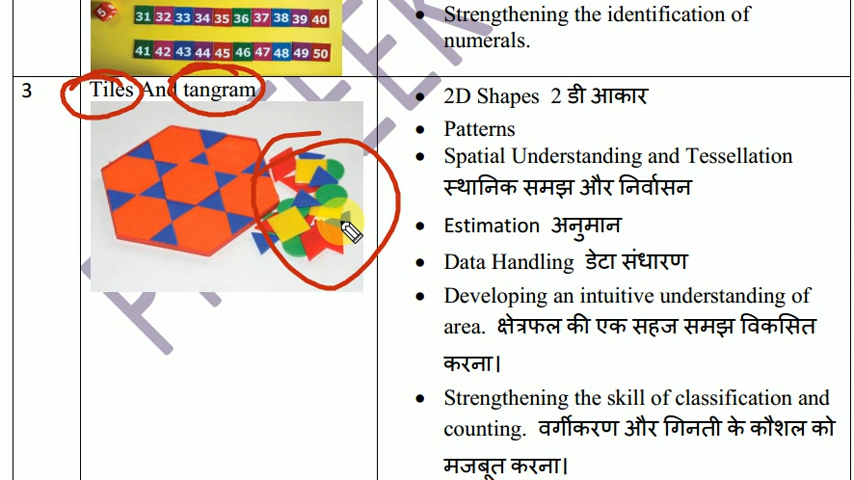 31 32 33 34 35 36 37 38 39 40
41 42 43 44 45 46 47 48 49 50
• Strengthening the identification of
numerals.
3
Tiles And tangram
• 2D Shapes 2 डी आकार
• Patterns
• Spatial Understanding and Tessellation
स्थानिक समझ और निर्वासन
• Estimation अनुमान
• Data Handling डेटा संधारण
• Developing an intuitive understanding of
area. क्षेत्रफल की एक सहज समझ विकसित
करना।
• Strengthening the skill of classification and
counting. वर्गीकरण और गिनती के कौशल को
मजबूत करना।